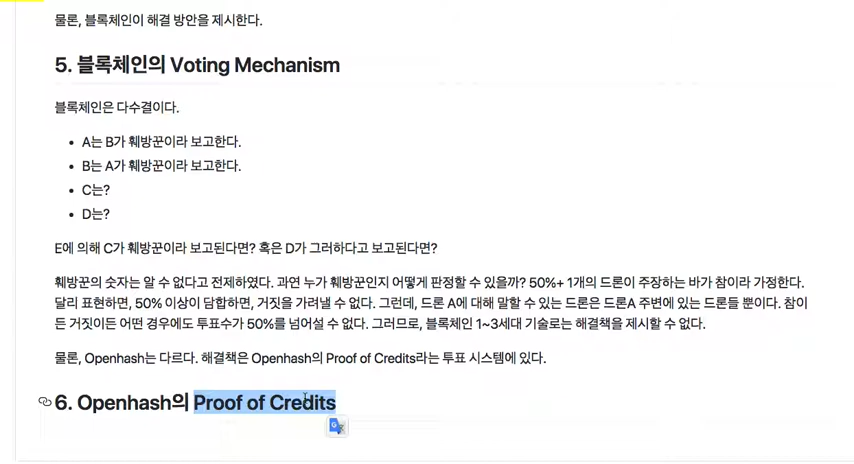 물론, 블록체인이 해결 방안을 제시한다.
5. 블록체인의 Voting Mechanism
블록체인은 다수결이다.
• A는 B가 훼방꾼이라 보고한다.
• B는 A가 훼방꾼이라 보고한다.
• C는?
• D는?
E에 의해 C가 훼방꾼이라 보고된다면? 혹은 D가 그러하다고 보고된다면?
훼방꾼의 숫자는 알 수 없다고 전제하였다. 과연 누가 훼방꾼인지 어떻게 판정할 수 있을까? 50%+ 1개의 드론이 주장하는 바가 참이라 가정한다.
달리 표현하면, 50% 이상이 담합하면, 거짓을 가려낼 수 없다. 그런데, 드론 A에 대해 말할 수 있는 드론은 드론A 주변에 있는 드론들 뿐이다. 참이
든 거짓이든 어떤 경우에도 투표수가 50%를 넘어설 수 없다. 그러므로, 블록체인 1~3세대 기술로는 해결책을 제시할 수 없다.
물론, Openhash는 다르다. 해결책은 Openhash의 Proof of Credits라는 투표 시스템에 있다.
6. Openhash의 Proof of Credits